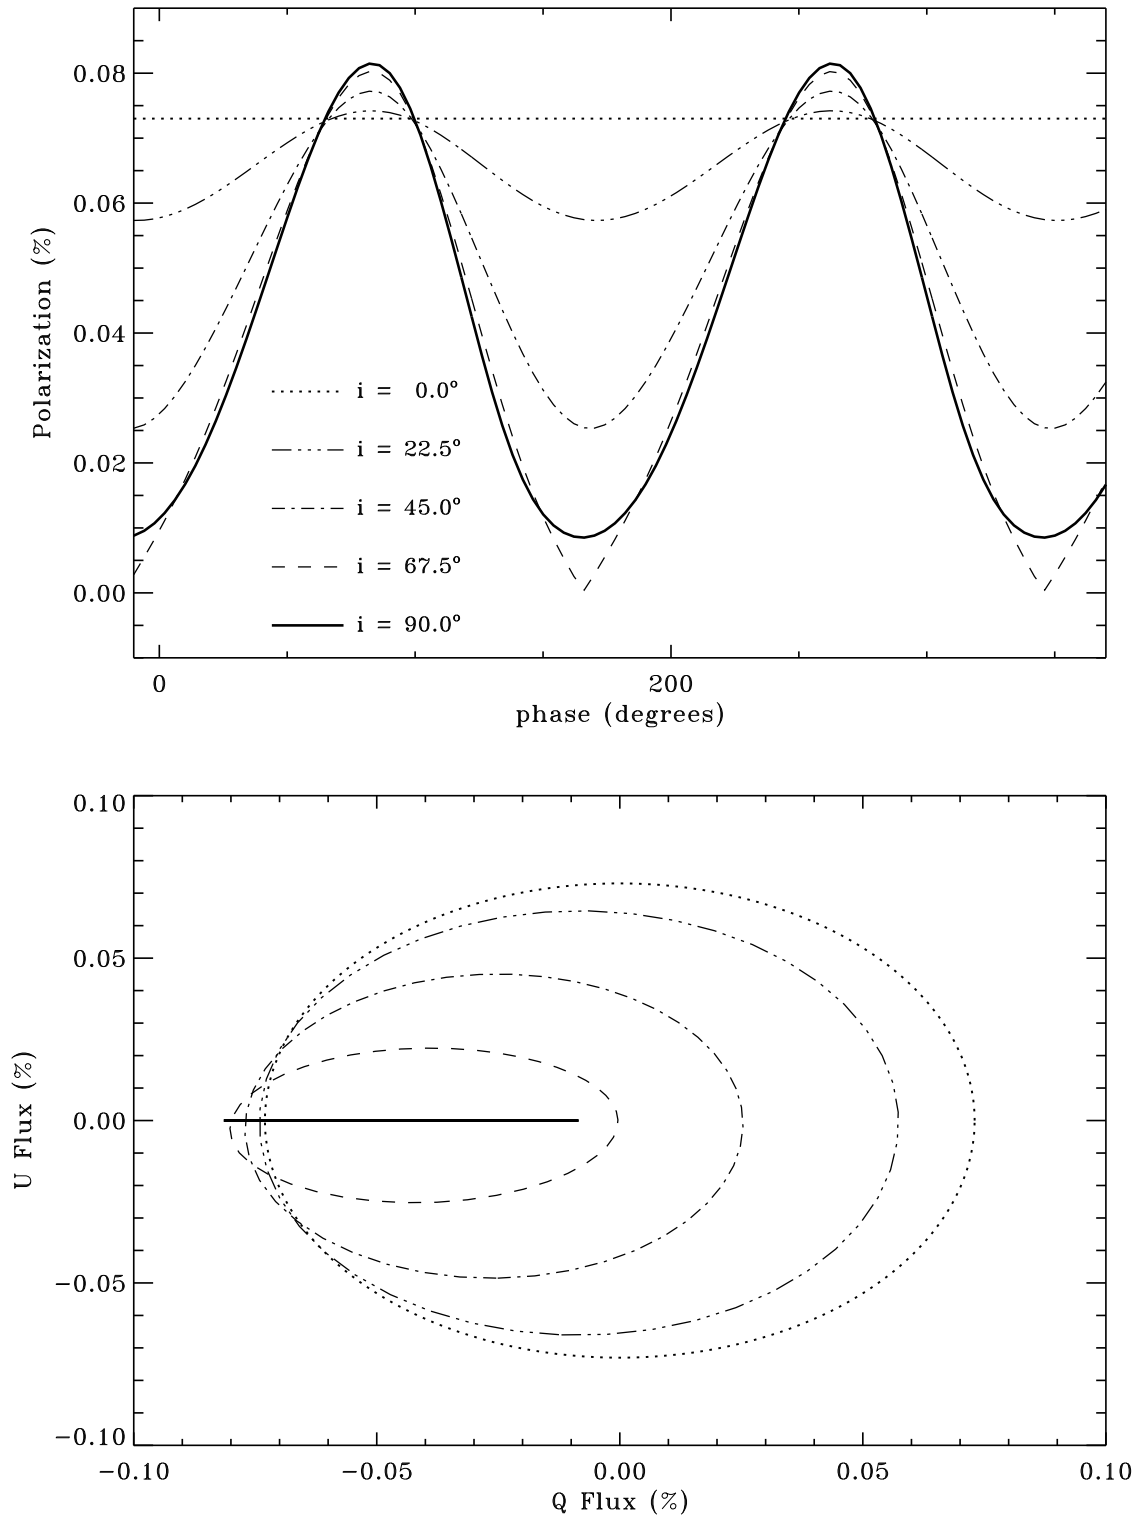 0.08
0.06
0.04
0.02
0.00
Polarization (%)
i = 0.0°
i = 22.5°
i = 45.0°
i = 67.5°
i = 90.0°
0 200
phase (degrees)
0.10
0.05
0.00
−0.05
−0.10
U Flux (%)
−0.10 −0.05 0.00 0.05 0.10
Q Flux (%)